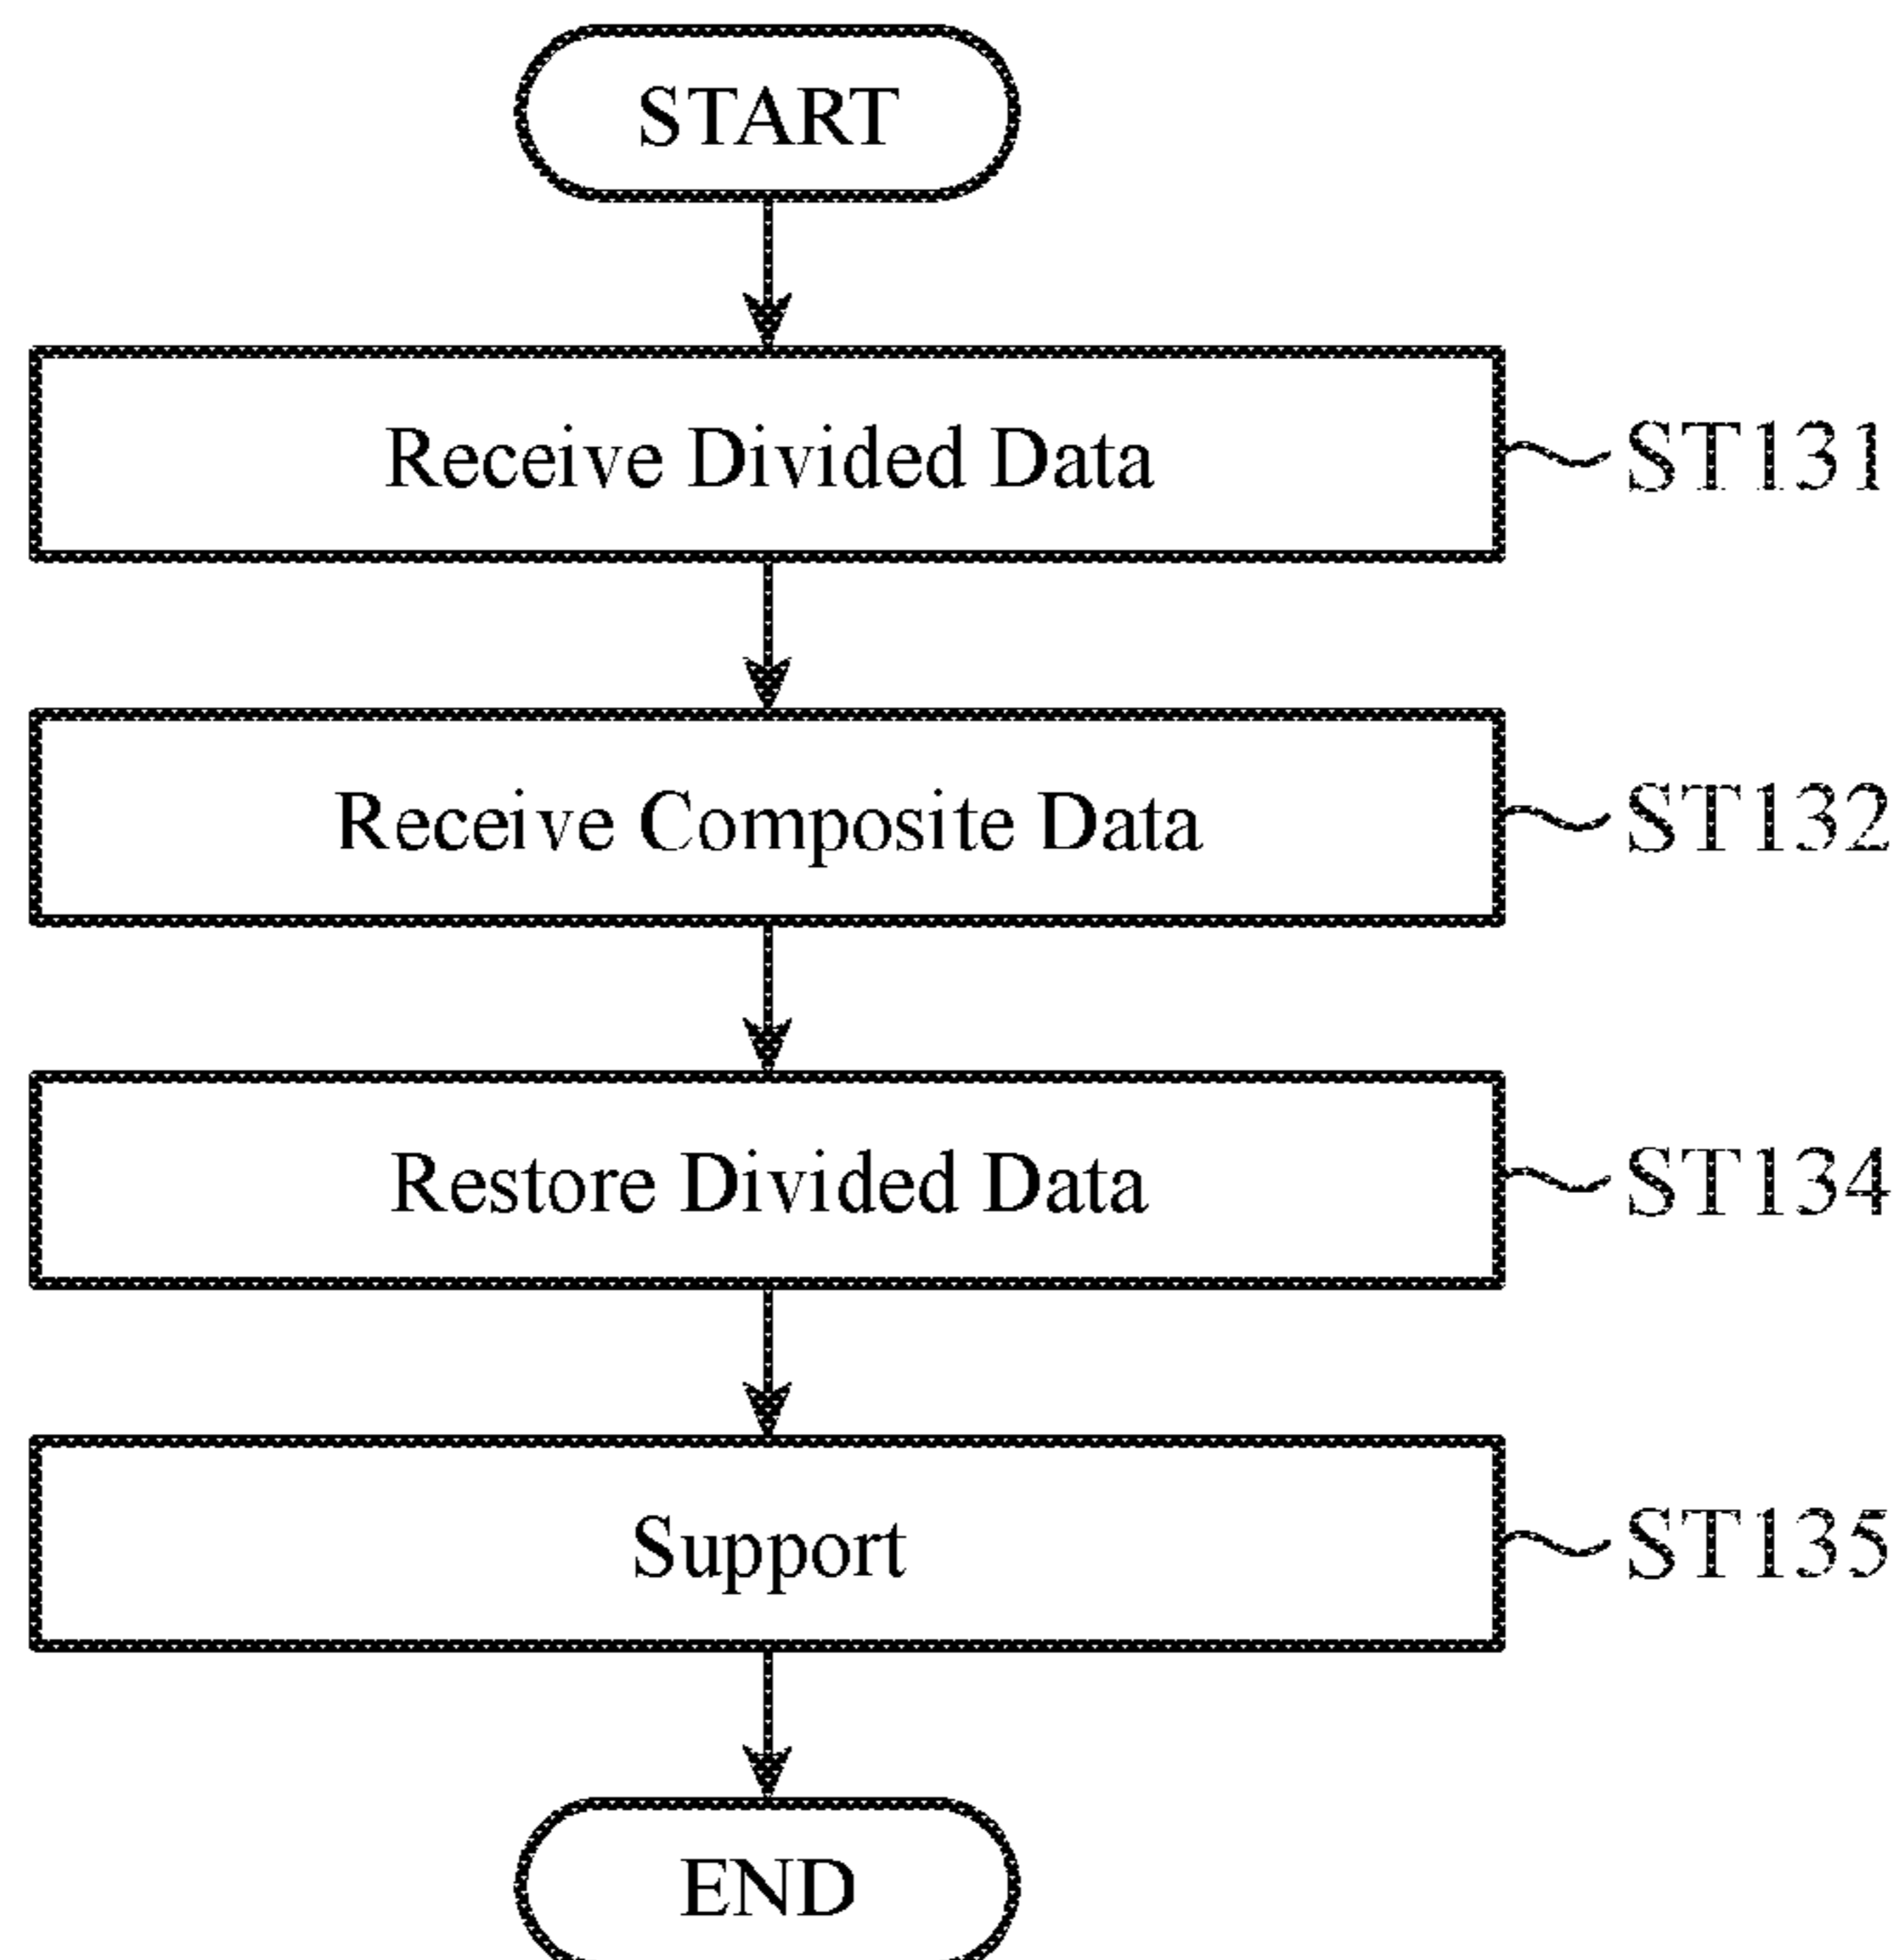 START
Receive Divided Data
ST131
Receive Composite Data
ST132
Restore Divided Data
ST134
Support
ST135
END